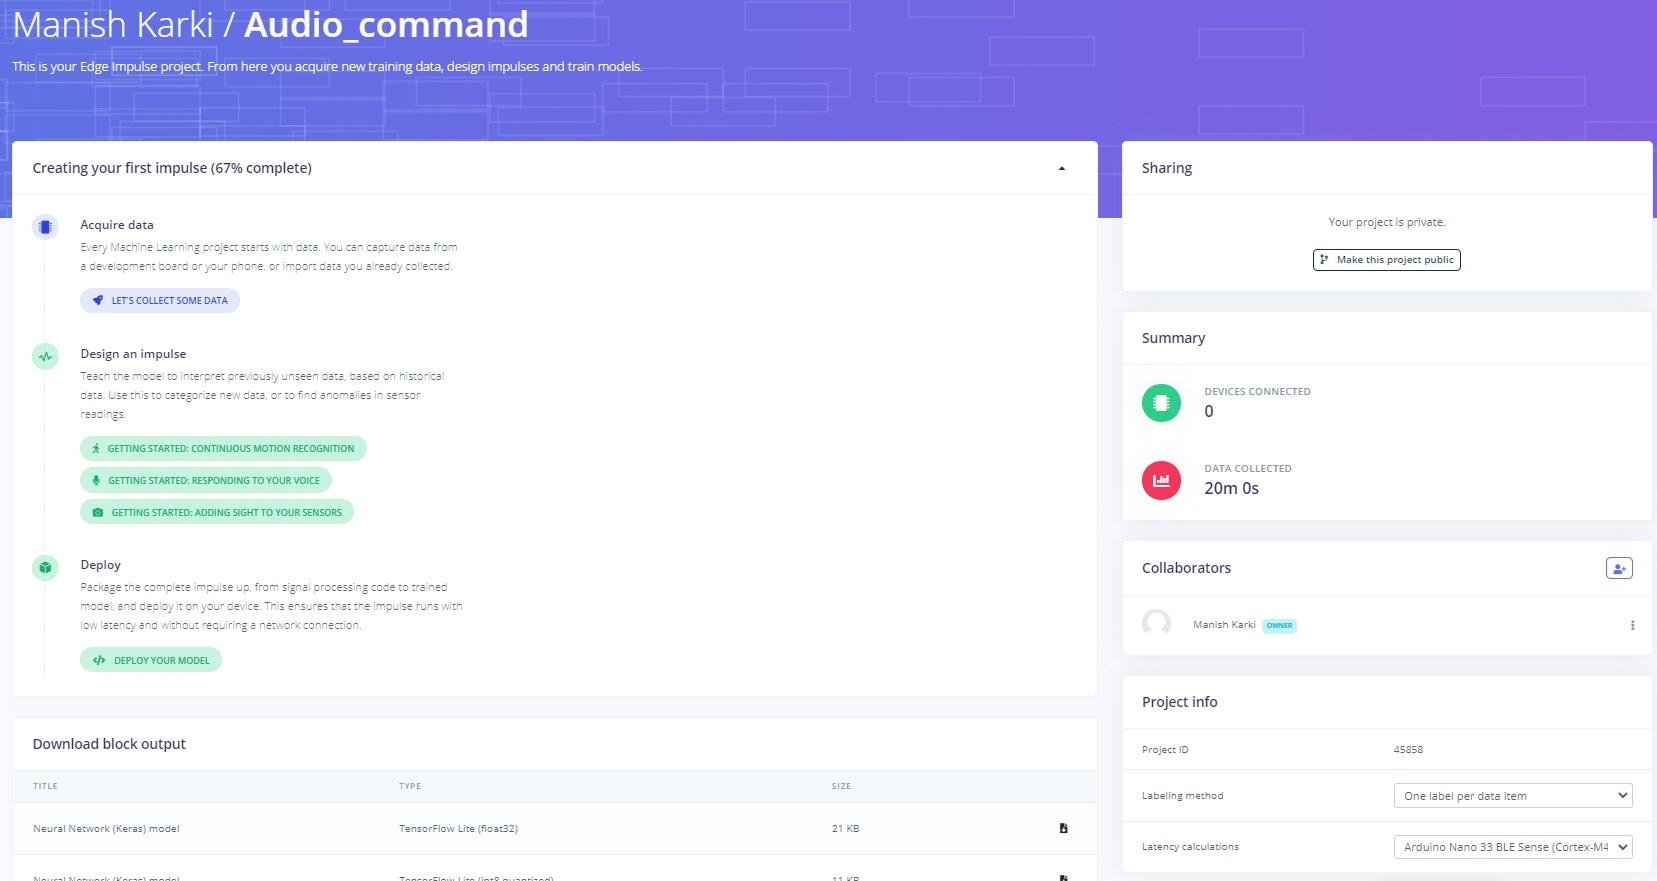 Manish Karki / Audio_command
This is your Edge Impulse project. From here you acquire new training data, design impulses and train models.
Creating your first impulse (67% complete)
Acquire data
Every Machine Learning project starts with data. You can capture data from
a development board or your phone, or import data you already collected.
LET'S COLLECT SOME DATA
Design an impulse
Teach the model to interpret previously unseen data, based on historical
data. Use this to categorize new data, or to find anomalies in sensor
readings.
GETTING STARTED: CONTINUOUS MOTION RECOGNITION
GETTING STARTED: RESPONDING TO YOUR VOICE
GETTING STARTED: ADDING SIGHT TO YOUR SENSORS
Deploy
Package the complete impulse up, from signal processing code to trained
model, and deploy it on your device. This ensures that the impulse runs with
low latency and without requiring a network connection.
DEPLOY YOUR MODEL
Download block output
TITLE TYPE SIZE
Neural Network (Keras) model TensorFlow Lite (float32) 21 KB
Neural Network (Keras) model TensorFlow Lite (int8 quantized) 11 KB
Sharing
Your project is private.
Make this project public
Summary
DEVICES CONNECTED
0
DATA COLLECTED
20m 0s
Collaborators
Manish Karki OWNER
Project info
Project ID 45858
Labeling method One label per data item
Latency calculations Arduino Nano 33 BLE Sense (Cortex-M4